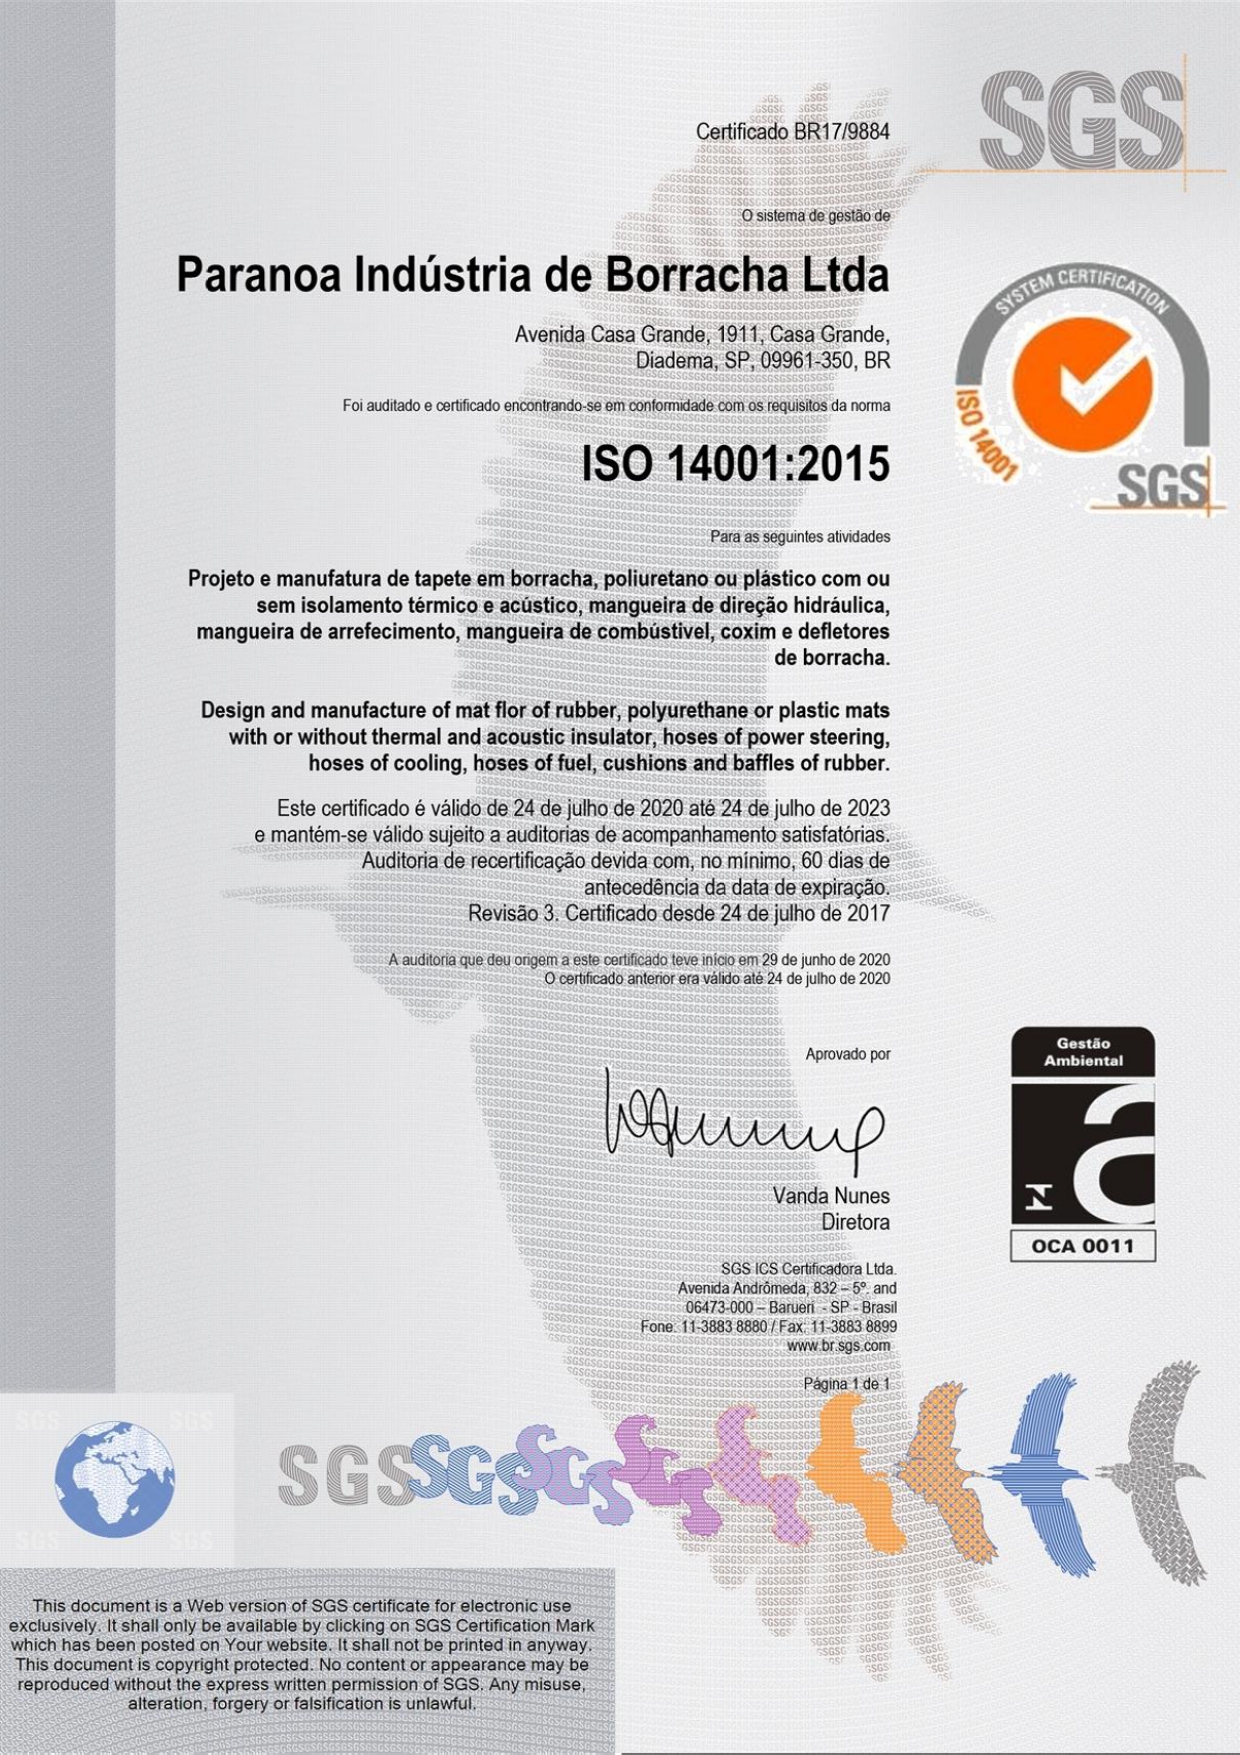 SGS
Certificado BR17/9884
O sistema de gestão de
Paranoa Indústria de Borracha Ltda
Avenida Casa Grande, 1911, Casa Grande,
Diadema, SP, 09961-350, BR
Foi auditado e certificado encontrando-se em conformidade com os requisitos da norma
ISO 14001:2015
SYSTEM CERTIFICATION
ISO 14001
SGS
Para as seguintes atividades
Projeto e manufatura de tapete em borracha, poliuretano ou plástico com ou
sem isolamento térmico e acústico, mangueira de direção hidráulica,
mangueira de arrefecimento, mangueira de combústivel, coxim e defletores
de borracha.
Design and manufacture of mat flor of rubber, polyurethane or plastic mats
with or without thermal and acoustic insulator, hoses of power steering,
hoses of cooling, hoses of fuel, cushions and baffles of rubber.
Este certificado é válido de 24 de julho de 2020 até 24 de julho de 2023
e mantém-se válido sujeito a auditorias de acompanhamento satisfatórias.
Auditoria de recertificação devida com, no mínimo, 60 dias de
antecedência da data de expiração.
Revisão 3. Certificado desde 24 de julho de 2017
A auditoria que deu origem a este certificado teve início em 29 de junho de 2020
O certificado anterior era válido até 24 de julho de 2020
Aprovado por
Vanda Nunes
Diretora
Gestão
Ambiental
OCA 0011
SGS ICS Certificadora Ltda.
Avenida Andrômeda, 832 – 5º. and
06473-000 – Barueri - SP - Brasil
Fone: 11-3883 8880 / Fax: 11-3883 8899
www.br.sgs.com
Página 1 de 1
SGS SGS
SGS SGS SGS SGS
SGS SGS
This document is a Web version of SGS certificate for electronic use
exclusively. It shall only be available by clicking on SGS Certification Mark
which has been posted on Your website. It shall not be printed in anyway.
This document is copyright protected. No content or appearance may be
reproduced without the express written permission of SGS. Any misuse,
alteration, forgery or falsification is unlawful.